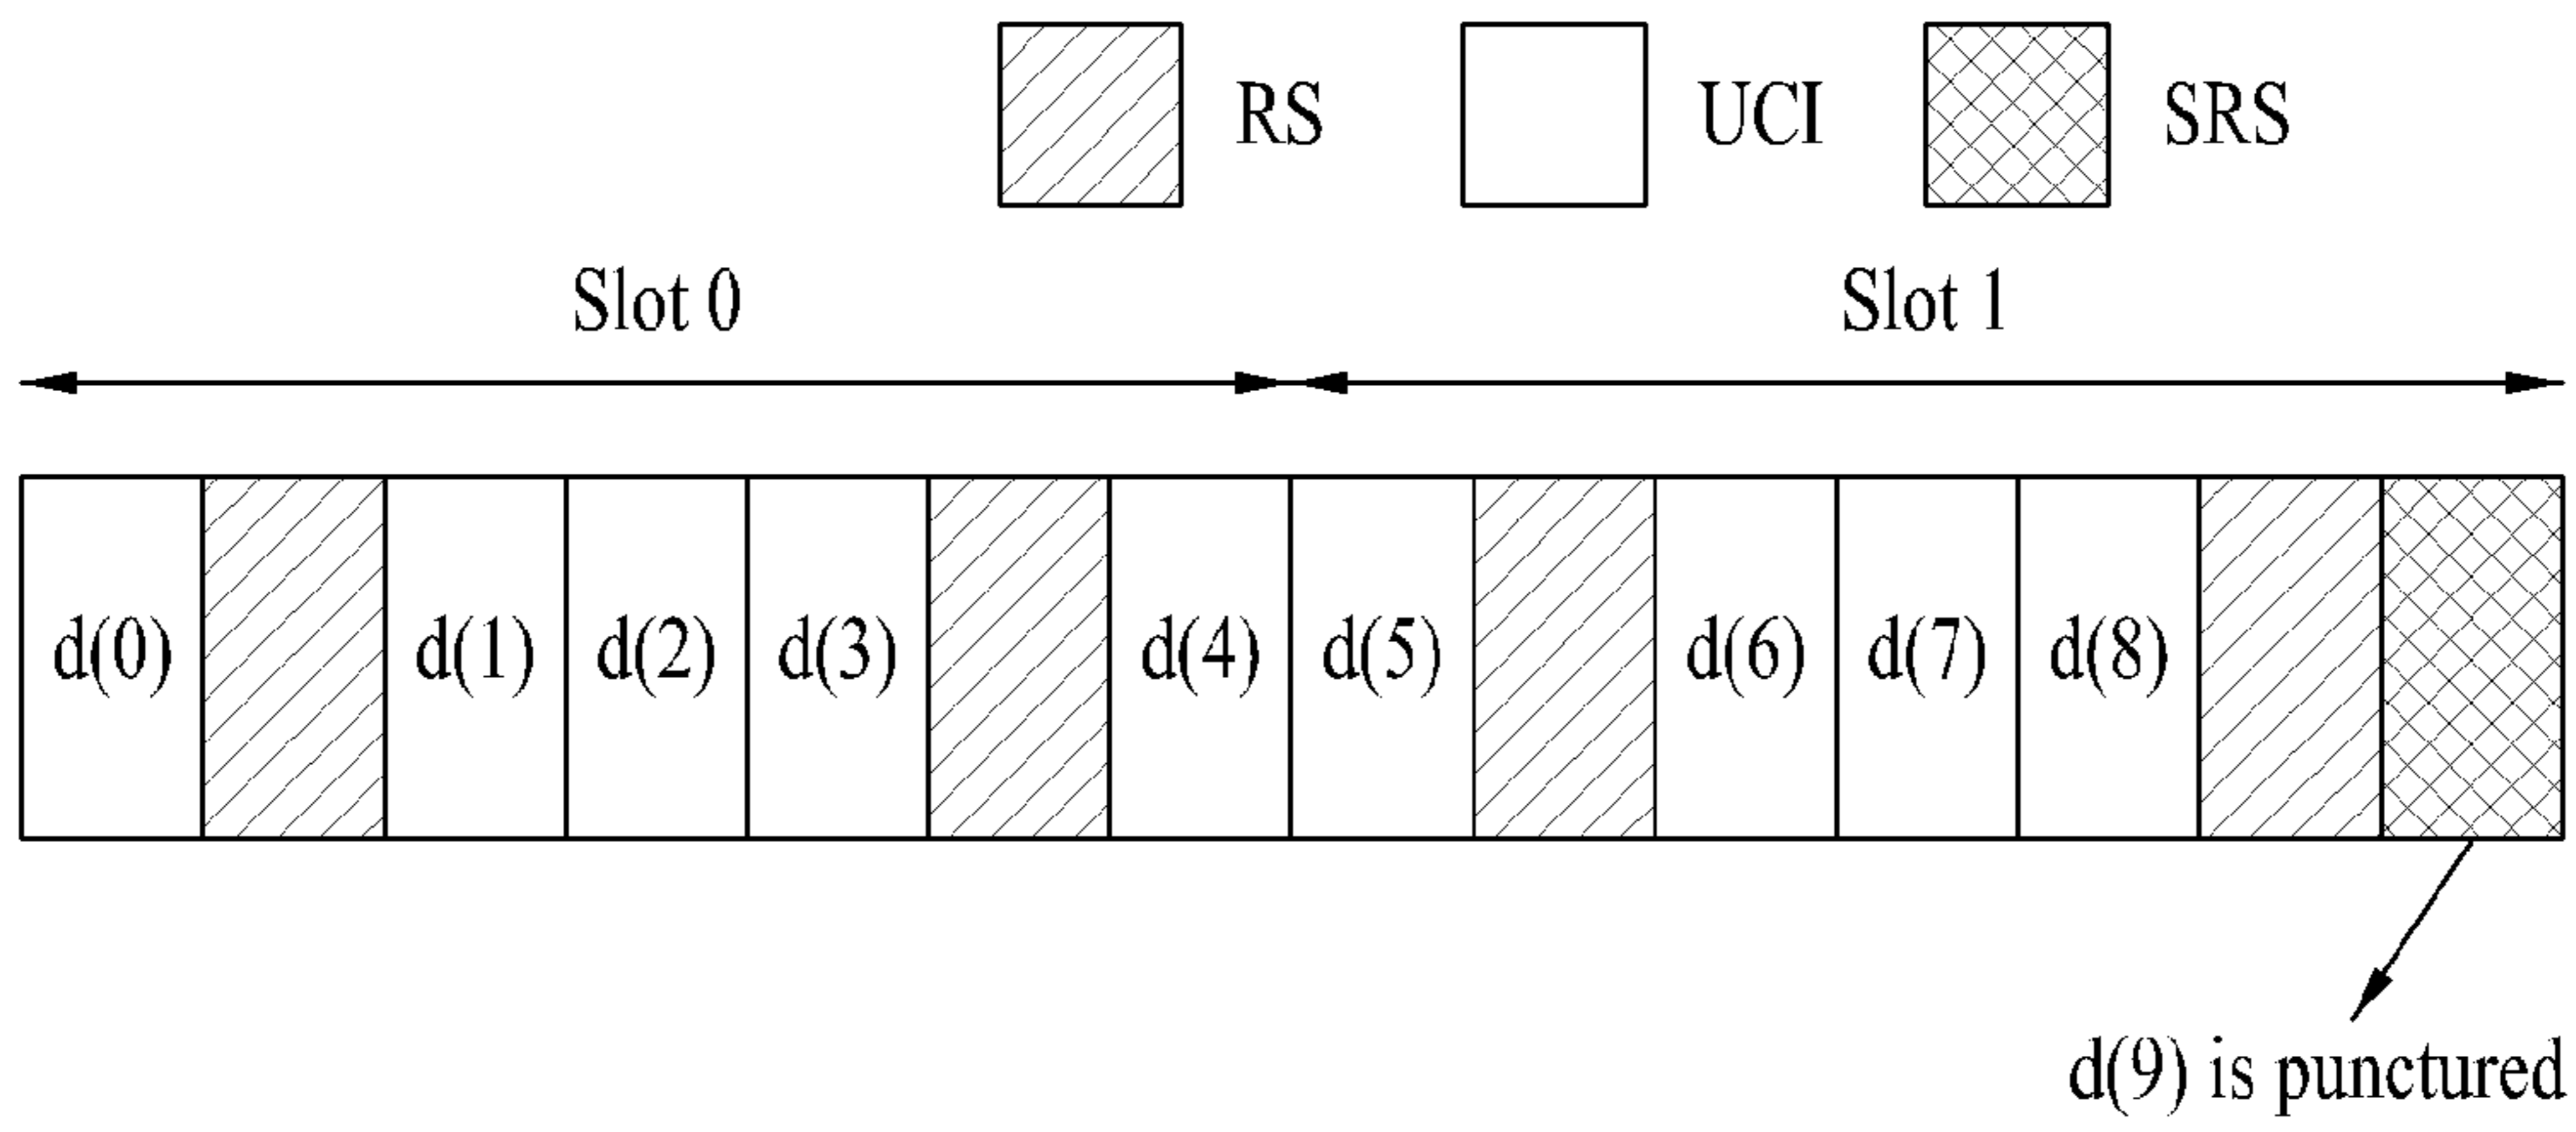 RS UCI SRS
Slot 0 Slot 1
d(0) d(1) d(2) d(3) d(4) d(5) d(6) d(7) d(8)
d(9) is punctured